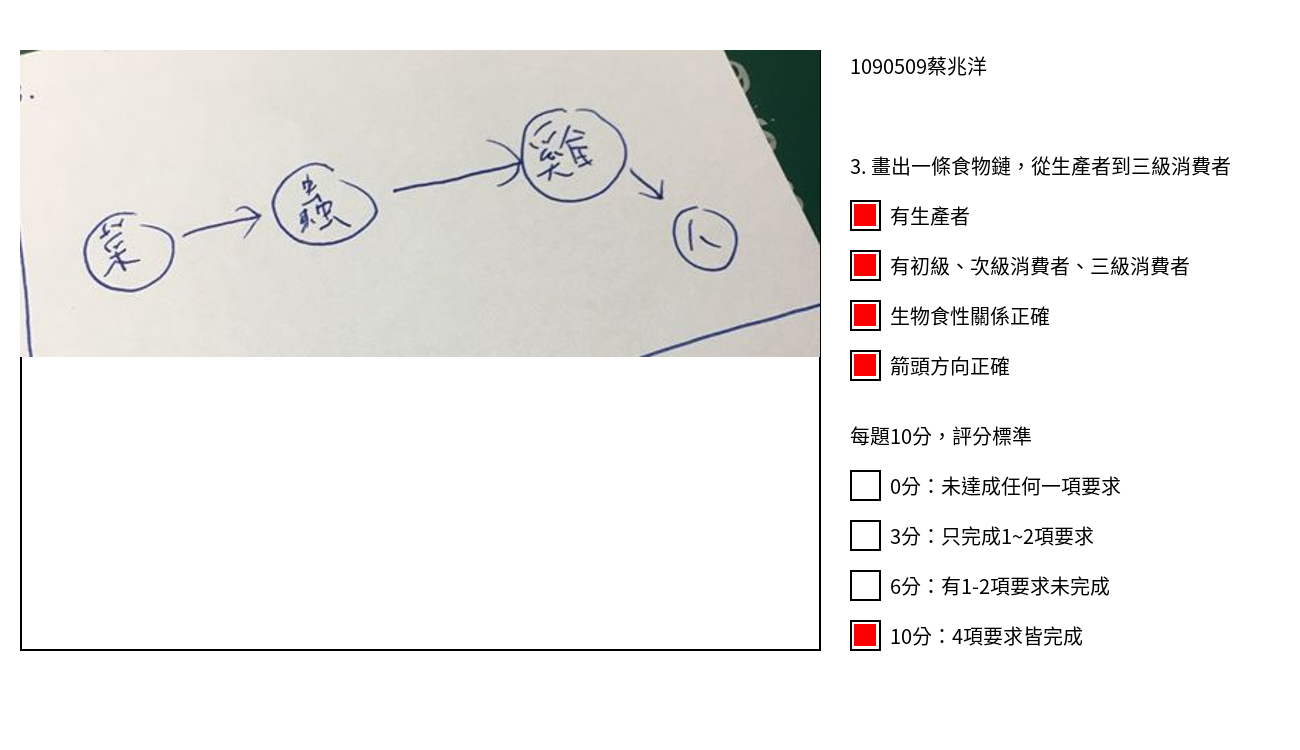 菜
蟲
雞
人
1090509蔡兆洋
3. 畫出一條食物鏈，從生產者到三級消費者
有生產者
有初級、次級消費者、三級消費者
生物食性關係正確
箭頭方向正確
每題10分，評分標準
0分：未達成任何一項要求
3分：只完成1~2項要求
6分：有1-2項要求未完成
10分：4項要求皆完成